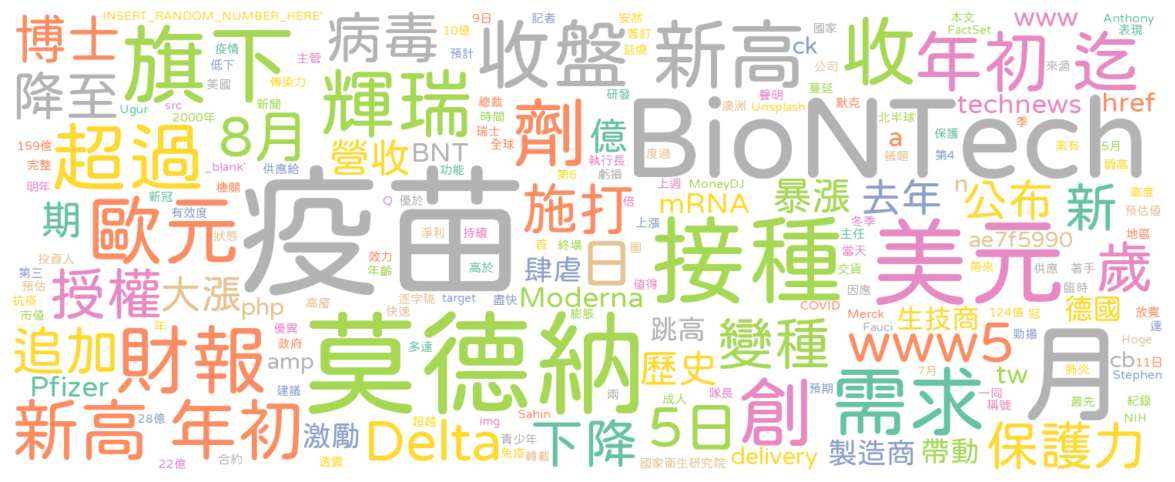 INSERT_RANDOM_NUMBER_HERE'
9日 記者 安然 國家 本文 Anthony
博士 旗下 病毒 10億 收盤 新高 簽訂 延燒 ck 收 年初 迄 www FactSet 表現
疫情 低下 主管 預計 公司 來源
降至 美國 傳染力 輝瑞 研發 聲明 蔓延 technews href
Ugur src 新聞 總裁 時間 劑 澳洲 Unsplash 默克 北半球 季
2000年 8月 瑞士 全球 億 BioNTech a 保護 素有 5月
159億 超過 _blank' 營收 BNT 執行長 度過 議題 第4 調高
完整 供應給 功能 虧損 第6
明年 新冠 機關 疫苗 Q 優於 施打 倍 上週 MoneyDJ 暴漲 去年 n 公布 新 高度 預估值
期 歐元 有效度 淨利 持續 mRNA 上漲 冬季
狀態 首 終場 圖 接種 主任 當天 美元 ae7f5990 地區 歲
投資人 效力 年齡 高於 肆虐 日 交貨 帶來 供應 著手
第三 預估 授權 大漲 php 高層 逐字稿 快速 target 盡快 Moderna 值得 因應 臨時 德國
抗疫 市值 膨脹 COVID Merck 生技商 124億 冠 放寬
年 優異 政府 莫德納 跳高 變種 Fauci 勁揚 達
追加 財報 amp 多達 歷史 www5 Hoge
Pfizer 建議 兩 成人 隊長 預期 7月 tw 肺炎 cb 11日 月 Stephen
新高 年初 28億 激勵 超越 img Sahin 5日 創 需求 一同 稱號 最先 紀錄
Delta 青少年 下降 NIH
22億 合約 透露 免疫 轉載 國家衛生研究院 delivery 製造商 帶動 保護力